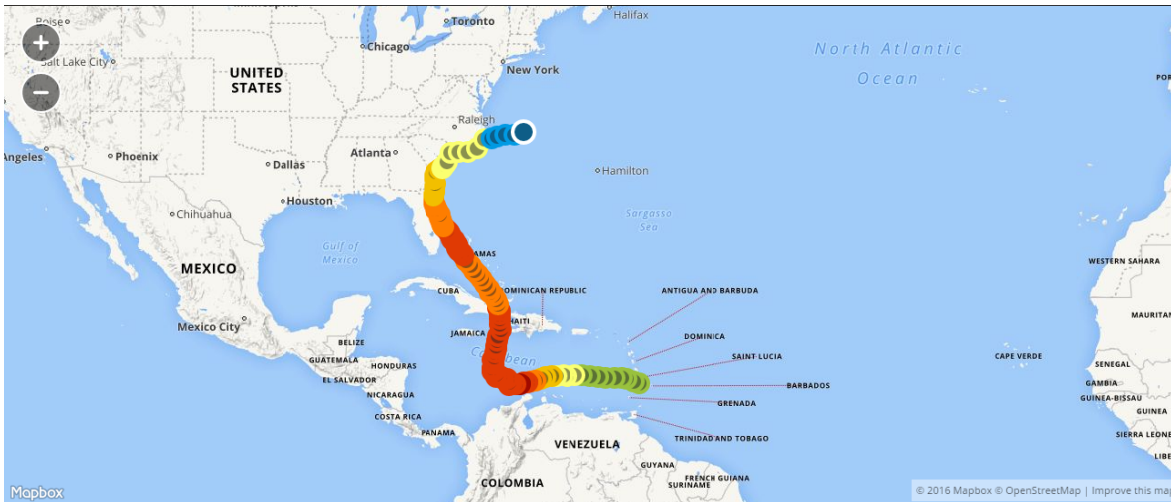 Halifax
Boise
Toronto
Chicago
Salt Lake City
New York
North Atlantic
Ocean
UNITED
STATES
Raleigh
Atlanta
Angeles
Phoenix
Dallas
Hamilton
Houston
Chihuahua
Sargasso
Sea
Gulf of
Mexico
AMAS
WESTERN SAHARA
MEXICO
CUBA
OMINICAN REPUBLIC
ANTIGUA AND BARBUDA
MAURITAN
Mexico City
HAITI
JAMAICA
DOMINICA
BELIZE
Caribbean
SAINT LUCIA
CAPE VERDE
GUATEMALA
HONDURAS
SENEGAL
EL SALVADOR
BARBADOS
GAMBIA
NICARAGUA
GUINEA-BISSAU
GRENADA
GUINEA
COSTA RICA
PANAMA
SIERRA LEONE
TRINIDAD AND TOBAGO
VENEZUELA
LIBE
GUYANA
FRENCH GUIANA
SURINAME
COLOMBIA
Mapbox
© 2016 Mapbox © OpenStreetMap | Improve this ma